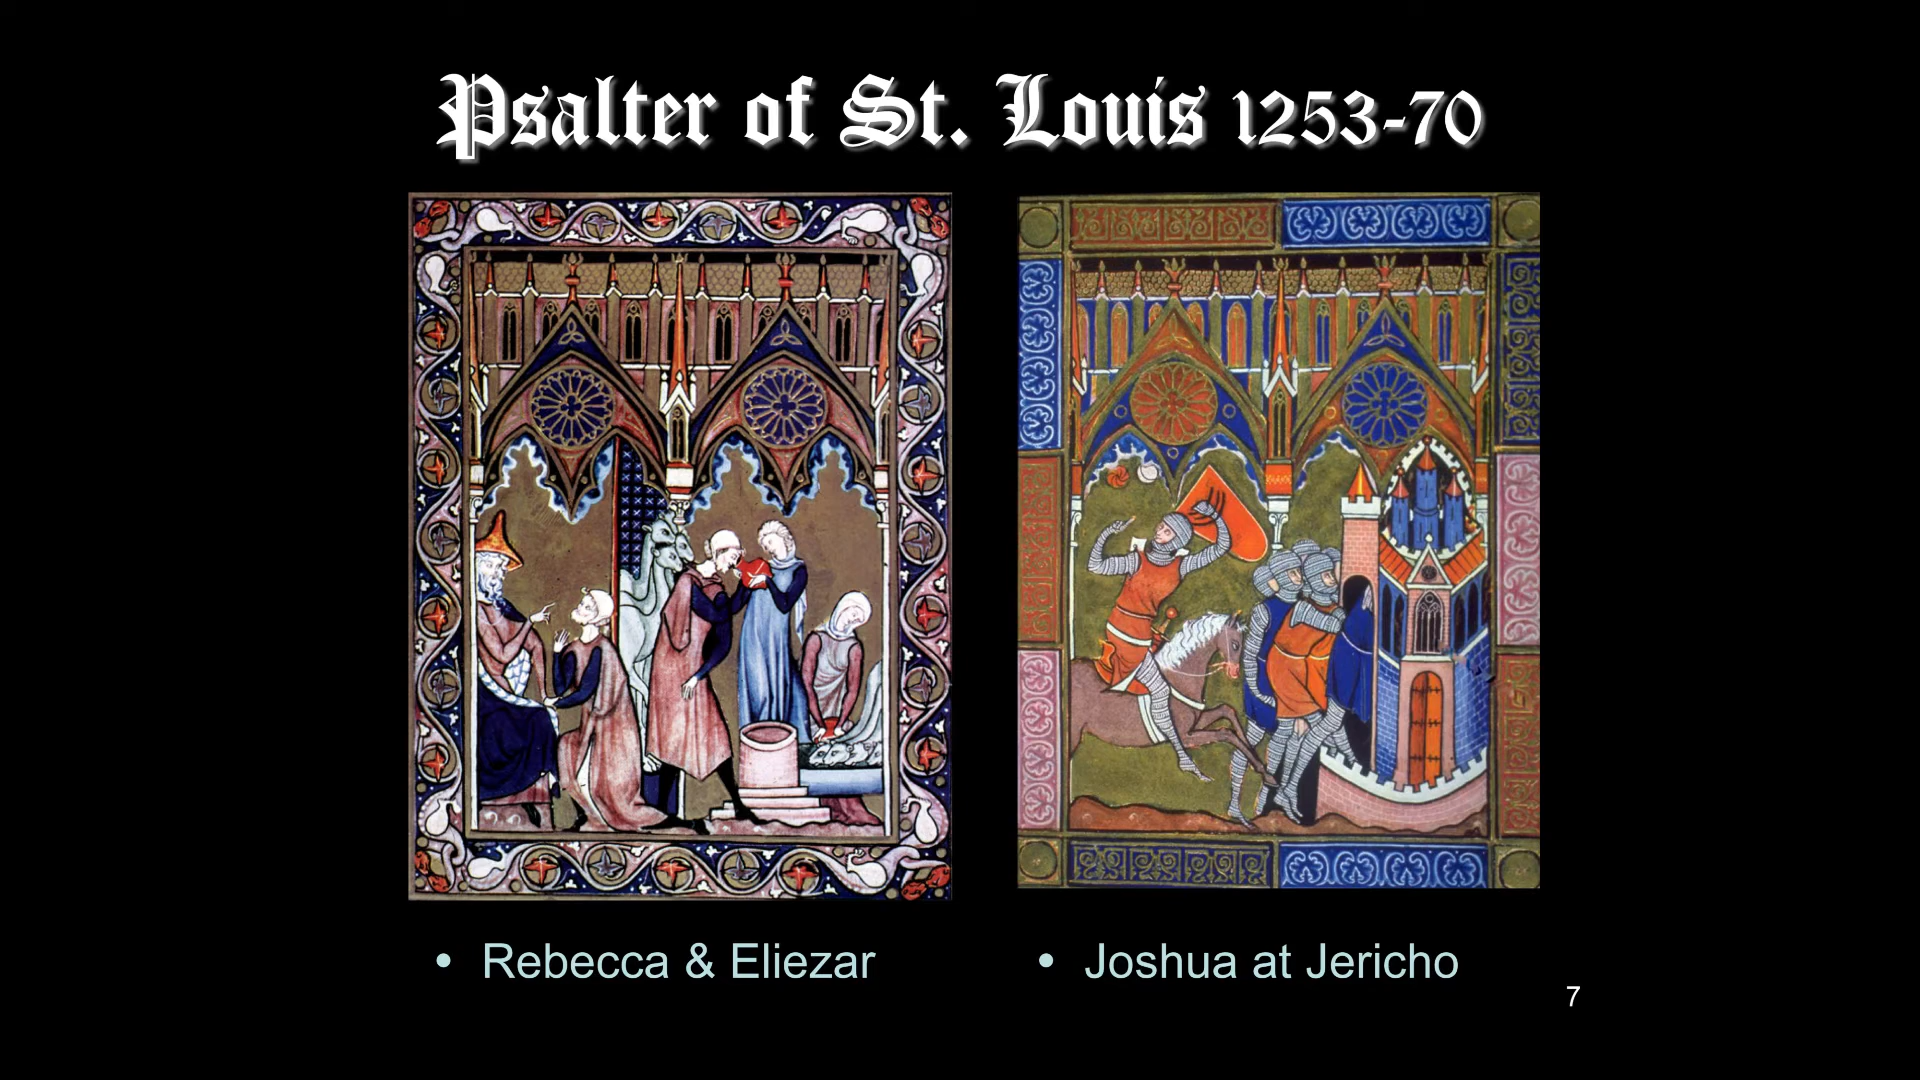 Psalter of St. Louis 1253-70
• Rebecca & Eliezar
• Joshua at Jericho
7